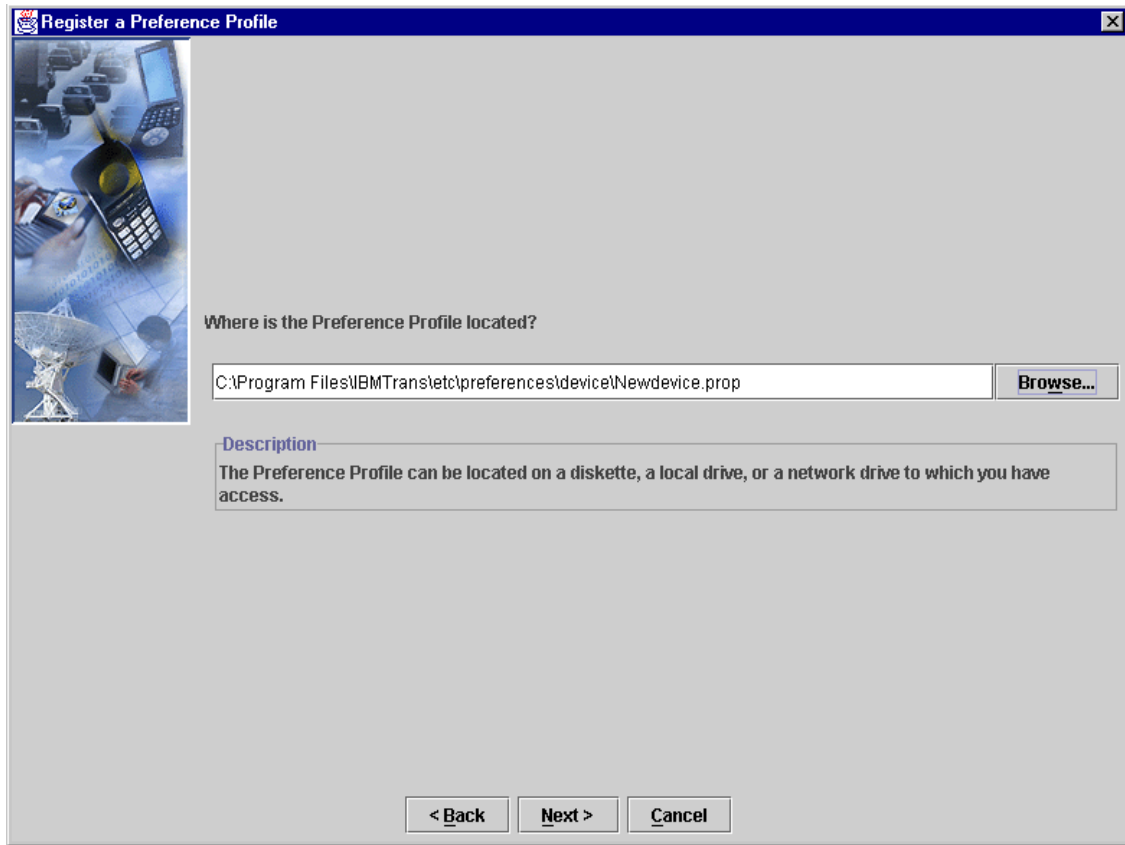 Register a Preference Profile
Where is the Preference Profile located?
C:\Program Files\IBMTrans\etc\preferences\device\Newdevice.prop
Browse...
Description
The Preference Profile can be located on a diskette, a local drive, or a network drive to which you have
access.
< Back
Next >
Cancel